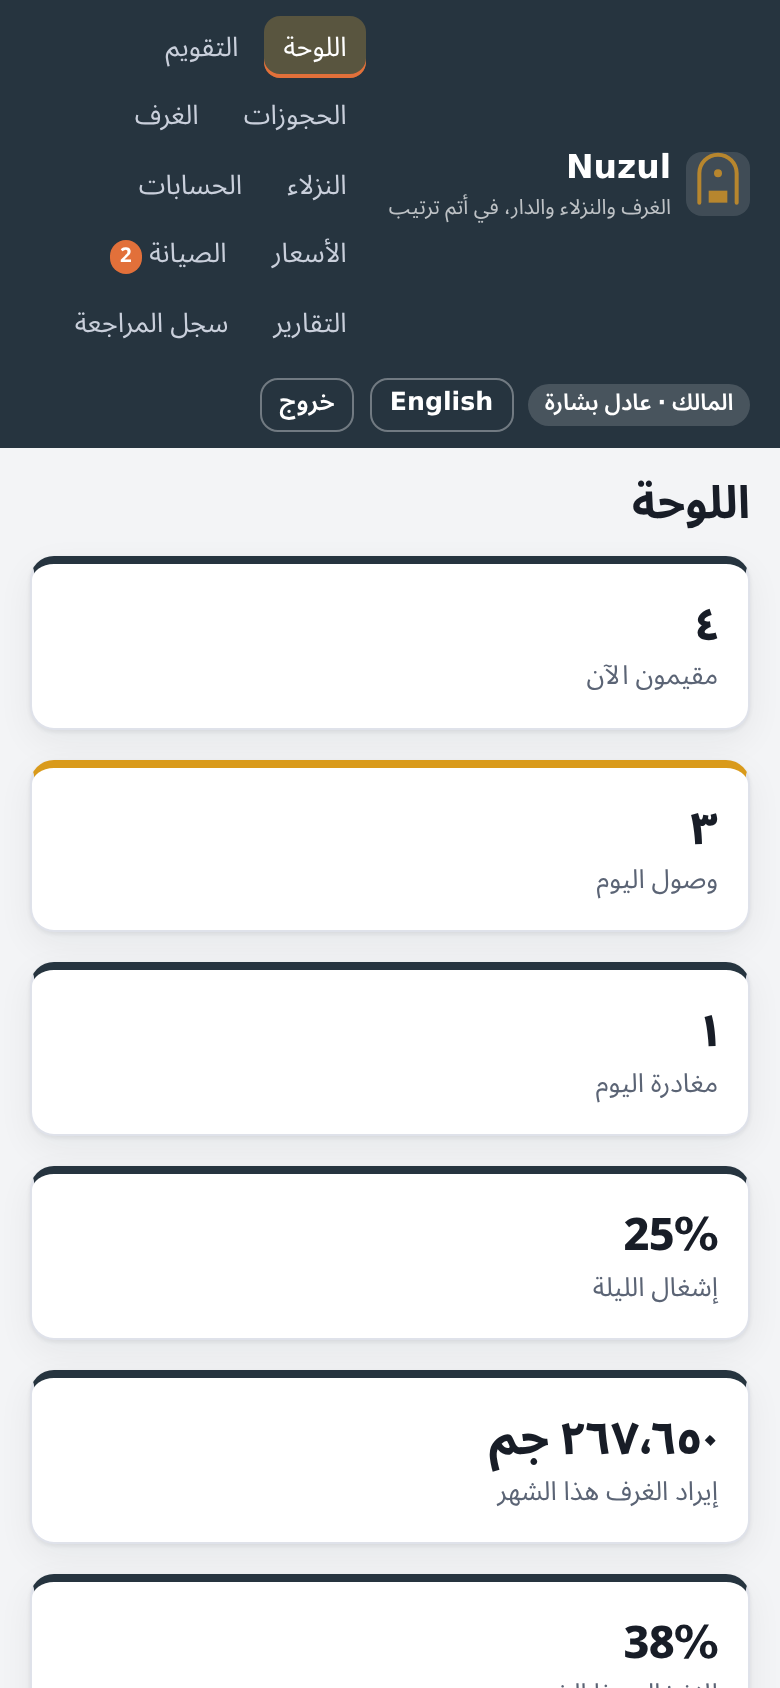 Nuzul
الغرف والنزلاء والدار، في أتم ترتيب
اللوحة
التقويم
الحجوزات
الغرف
النزلاء
الحسابات
الأسعار
الصيانة 2
التقارير
سجل المراجعة
المالك · عادل بشارة
English
خروج
اللوحة
٤
مقيمون الآن
٣
وصول اليوم
١
مغادرة اليوم
25%
إشغال الليلة
٢٦٧،٦٥٠ جم
إيراد الغرف هذا الشهر
38%